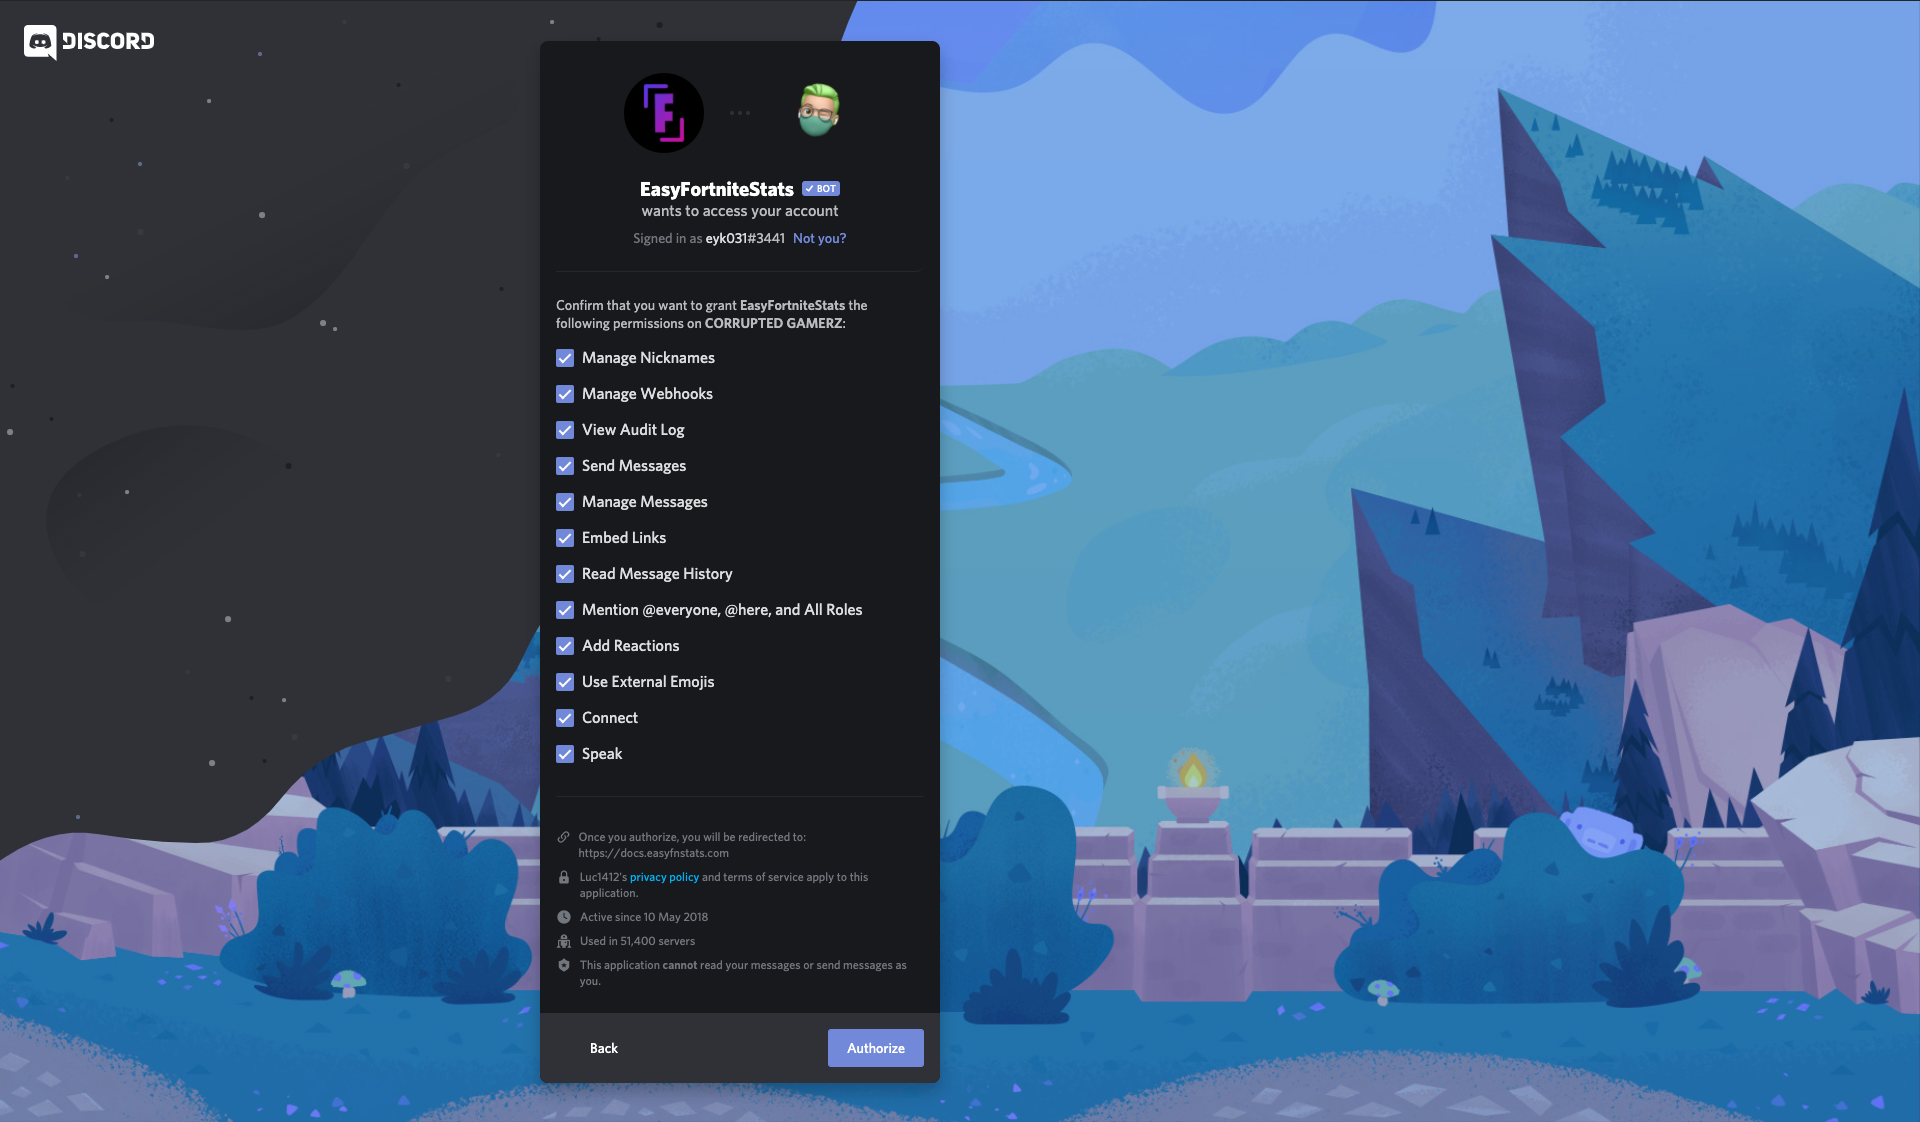 DISCORD
F
EasyFortniteStats BOT
wants to access your account
Signed in as eyk031#3441 Not you?
Confirm that you want to grant EasyFortniteStats the
following permissions on CORRUPTED GAMERZ:
Manage Nicknames
Manage Webhooks
View Audit Log
Send Messages
Manage Messages
Embed Links
Read Message History
Mention @everyone, @here, and All Roles
Add Reactions
Use External Emojis
Connect
Speak
Once you authorize, you will be redirected to:
https://docs.easyfnstats.com
Luc1412's privacy policy and terms of service apply to this
application.
Active since 10 May 2018
Used in 51,400 servers
This application cannot read your messages or send messages as
you.
Back
Authorize